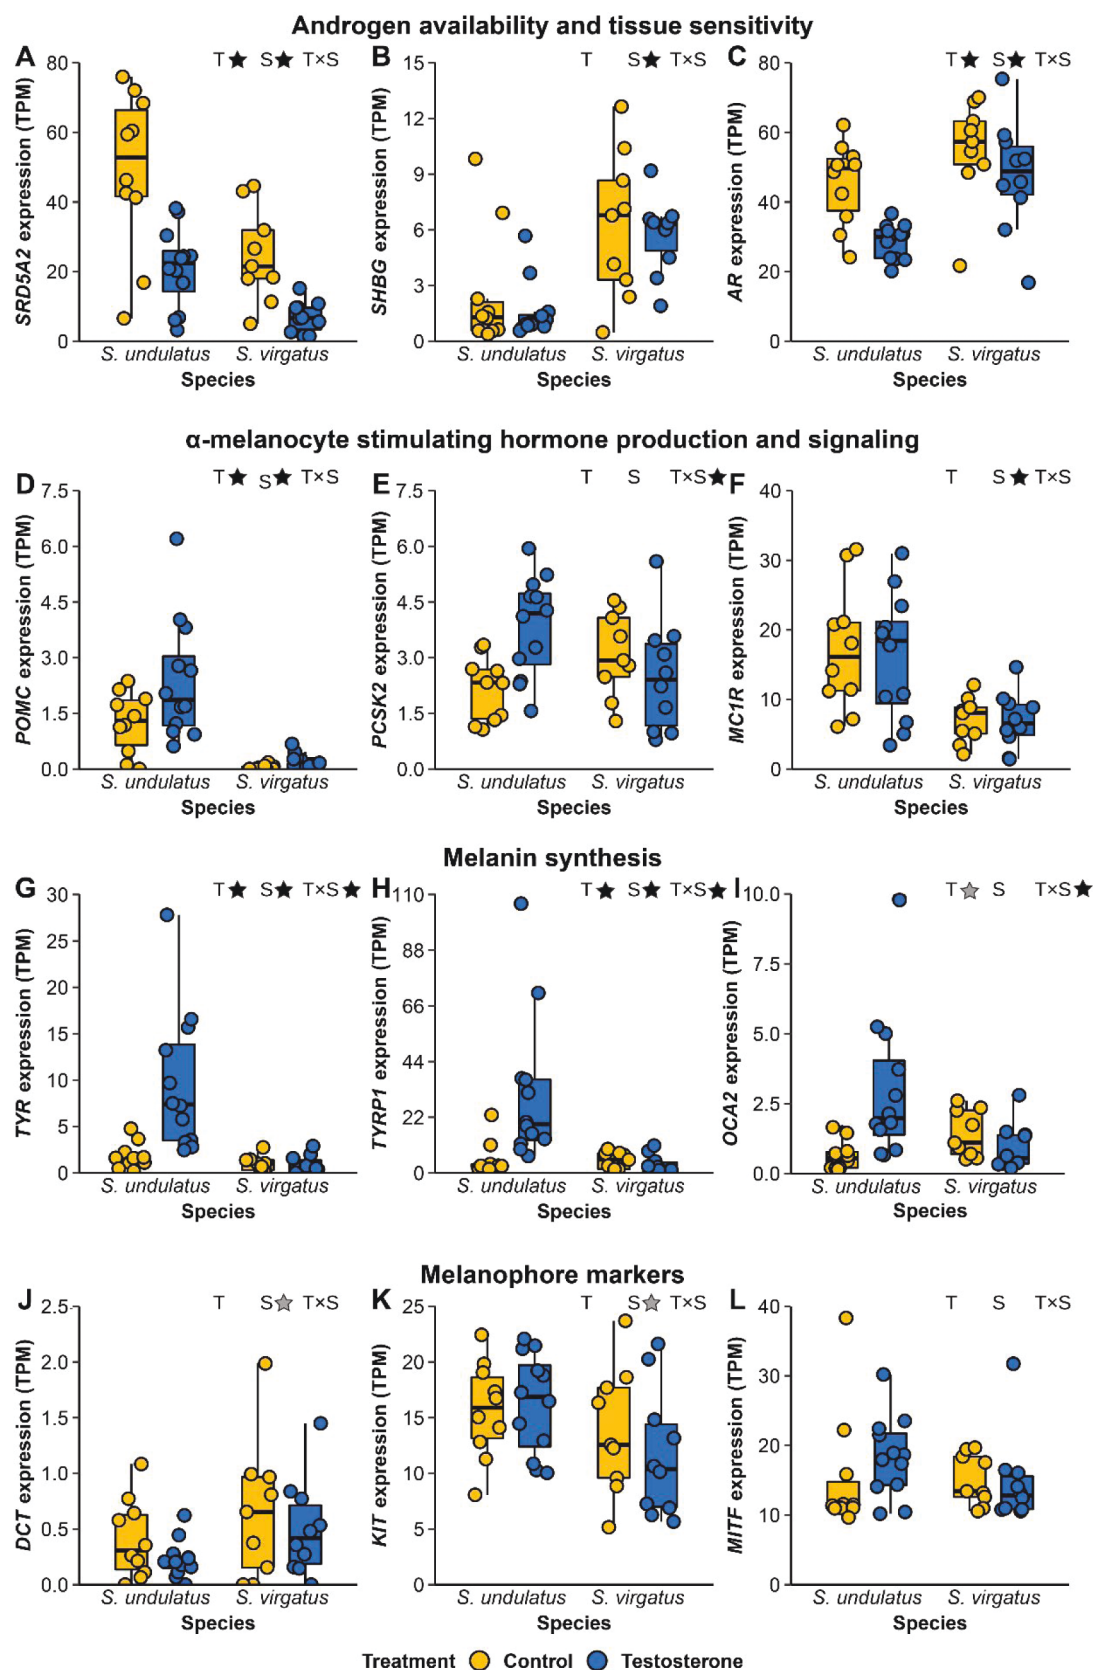 Androgen availability and tissue sensitivity
A T★ S★ T×S B T S★ T×S C T★ S★ T×S
SRD5A2 expression (TPM)
80
60
40
20
0
S. undulatus S. virgatus
Species
SHBG expression (TPM)
15
12
9
6
3
0
S. undulatus S. virgatus
Species
AR expression (TPM)
80
60
40
20
0
S. undulatus S. virgatus
Species
α-melanocyte stimulating hormone production and signaling
D T★ S★ T×S E T S T×S★ F T S★ T×S
POMC expression (TPM)
7.5
6.0
4.5
3.0
1.5
0.0
S. undulatus S. virgatus
Species
PCSK2 expression (TPM)
7.5
6.0
4.5
3.0
1.5
0.0
S. undulatus S. virgatus
Species
MC1R expression (TPM)
40
30
20
10
0
S. undulatus S. virgatus
Species
Melanin synthesis
G T★ S★ T×S★ H T★ S★ T×S★ I T★ S T×S★
TYR expression (TPM)
30
25
20
15
10
5
0
S. undulatus S. virgatus
Species
TYRP1 expression (TPM)
110
88
66
44
22
0
S. undulatus S. virgatus
Species
OCA2 expression (TPM)
10.0
7.5
5.0
2.5
0.0
S. undulatus S. virgatus
Species
Melanophore markers
J T S★ T×S K T S★ T×S L T S T×S
DCT expression (TPM)
2.5
2.0
1.5
1.0
0.5
0.0
S. undulatus S. virgatus
Species
KIT expression (TPM)
25
20
15
10
5
0
S. undulatus S. virgatus
Species
MITF expression (TPM)
40
30
20
10
0
S. undulatus S. virgatus
Species
Treatment Control Testosterone